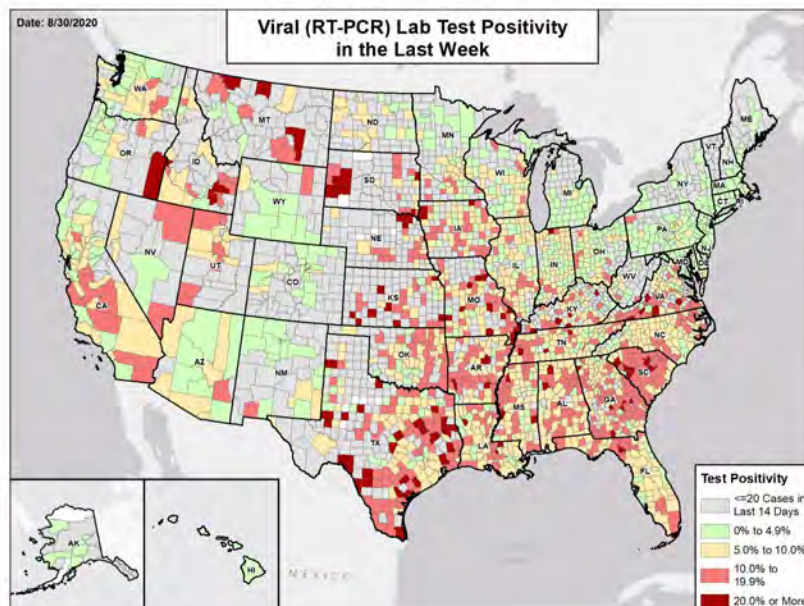 Date: 8/30/2020
Viral (RT-PCR) Lab Test Positivity
in the Last Week
WA
MT
ND
MN
ME
OR
ID
SD
WI
VT
NH
WY
MI
NY
MA
CT
RI
NE
IA
PA
NV
UT
CO
IL
IN
OH
NJ
MD
DE
WV
CA
KS
MO
KY
VA
AZ
NM
OK
AR
TN
NC
SC
TX
LA
MS
AL
GA
FL
AK
HI
MEXICO
Test Positivity
<=20 Cases in
Last 14 Days
0% to 4.9%
5.0% to 10.0%
10.0% to
19.9%
20.0% or More